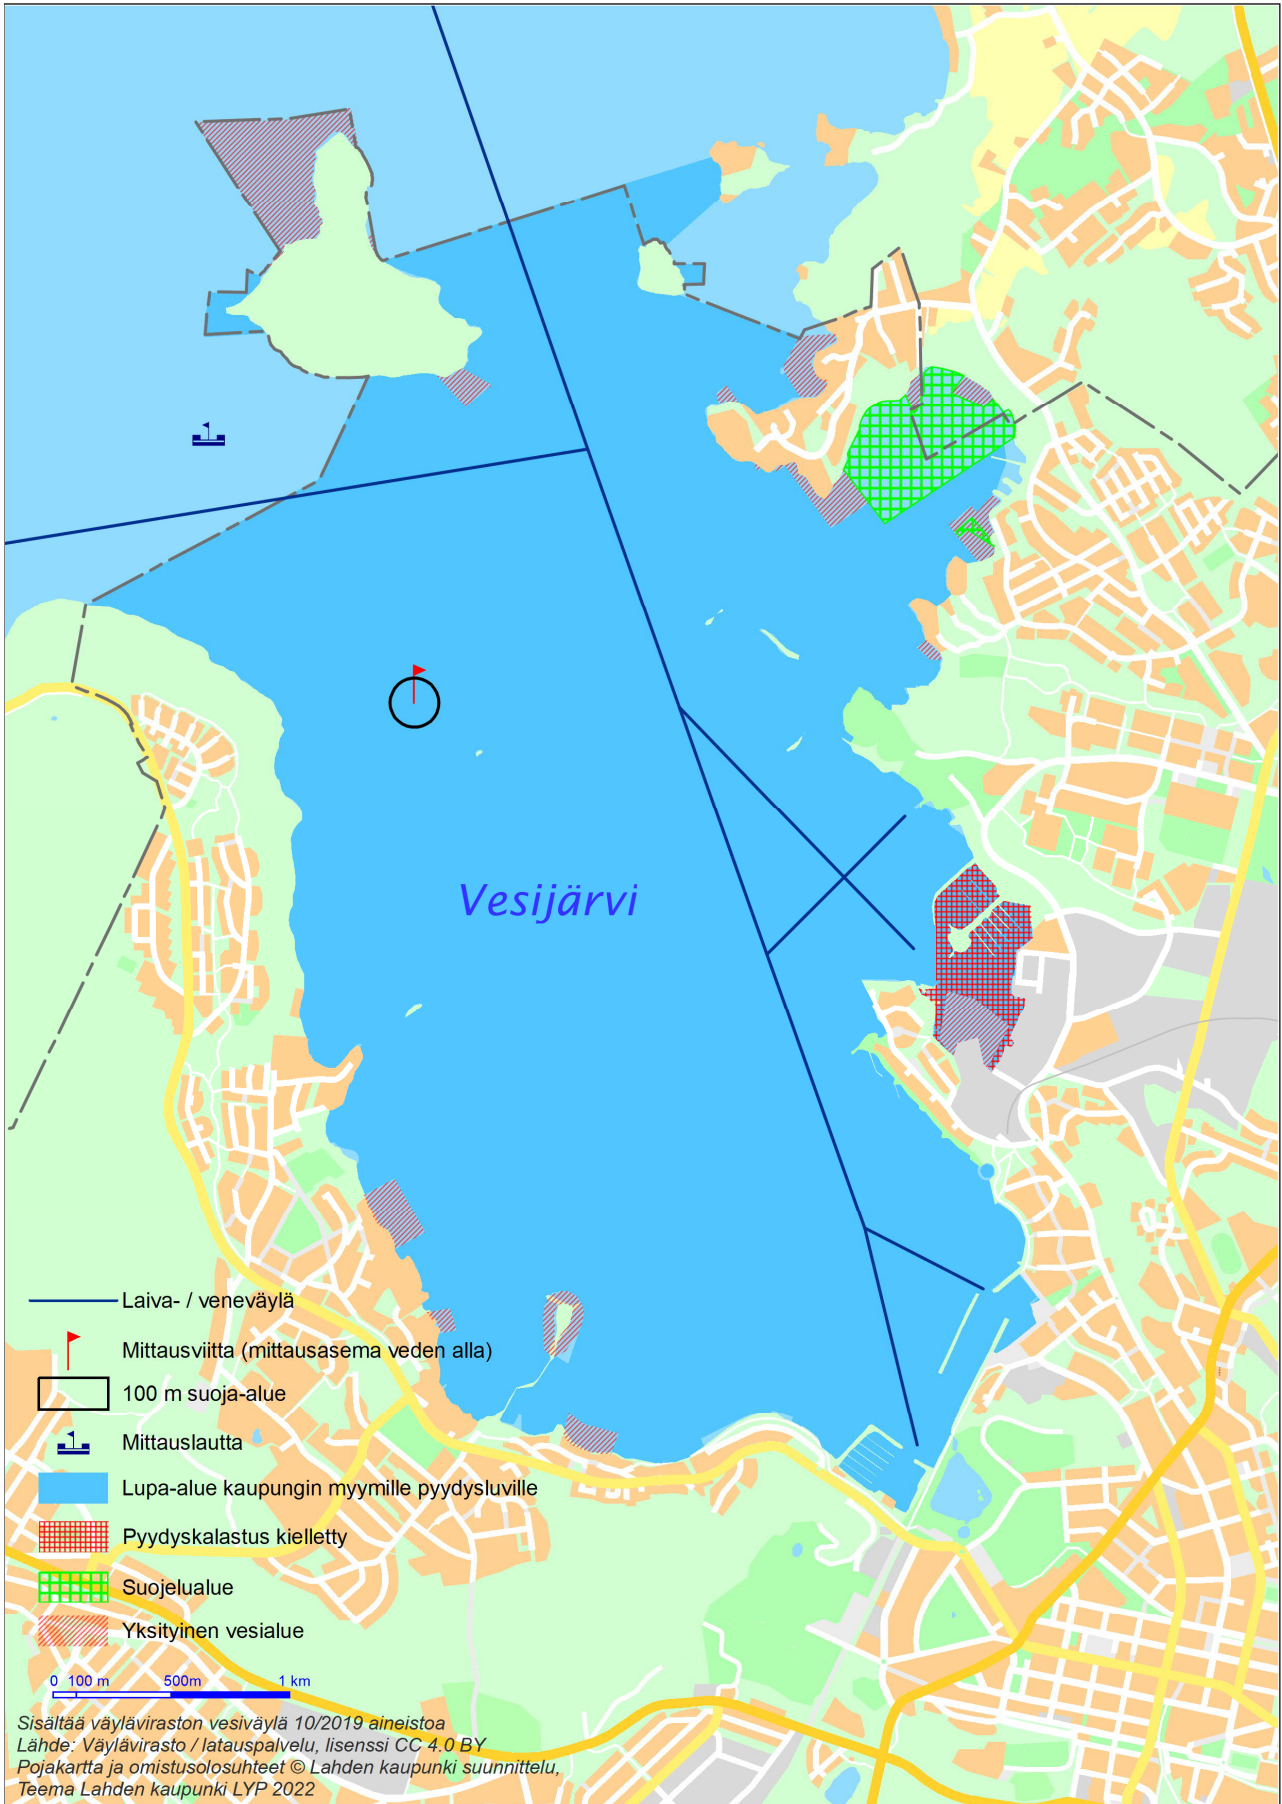 Vesijärvi
Laiva- / veneväylä
Mittausviitta (mittausasema veden alla)
100 m suoja-alue
Mittauslautta
Lupa-alue kaupungin myymille pyydysluville
Pyydyskalastus kielletty
Suojelualue
Yksityinen vesialue
0 100 m 500m 1 km
Sisältää väyläviraston vesiväylä 10/2019 aineistoa
Lähde: Väylävirasto / latauspalvelu, lisenssi CC 4.0 BY
Pojakartta ja omistusolosuhteet © Lahden kaupunki suunnittelu,
Teema Lahden kaupunki LYP 2022